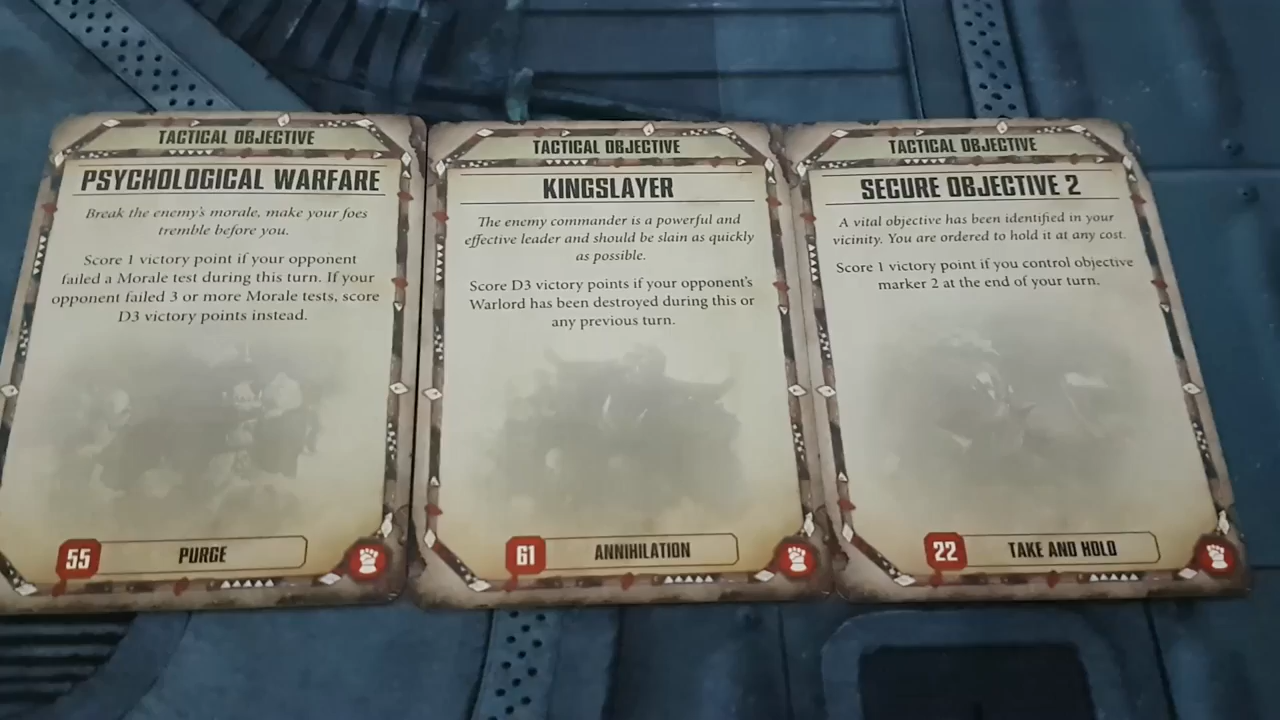 TACTICAL OBJECTIVE
PSYCHOLOGICAL WARFARE
Break the enemy's morale, make your foes
tremble before you.
Score 1 victory point if your opponent
failed a Morale test during this turn. If your
opponent failed 3 or more Morale tests, score
D3 victory points instead.
55
PURGE
TACTICAL OBJECTIVE
KINGSLAYER
The enemy commander is a powerful and
effective leader and should be slain as quickly
as possible.
Score D3 victory points if your opponent's
Warlord has been destroyed during this or
any previous turn.
61
ANNIHILATION
TACTICAL OBJECTIVE
SECURE OBJECTIVE 2
A vital objective has been identified in your
vicinity. You are ordered to hold it at any cost.
Score 1 victory point if you control objective
marker 2 at the end of your turn.
22
TAKE AND HOLD